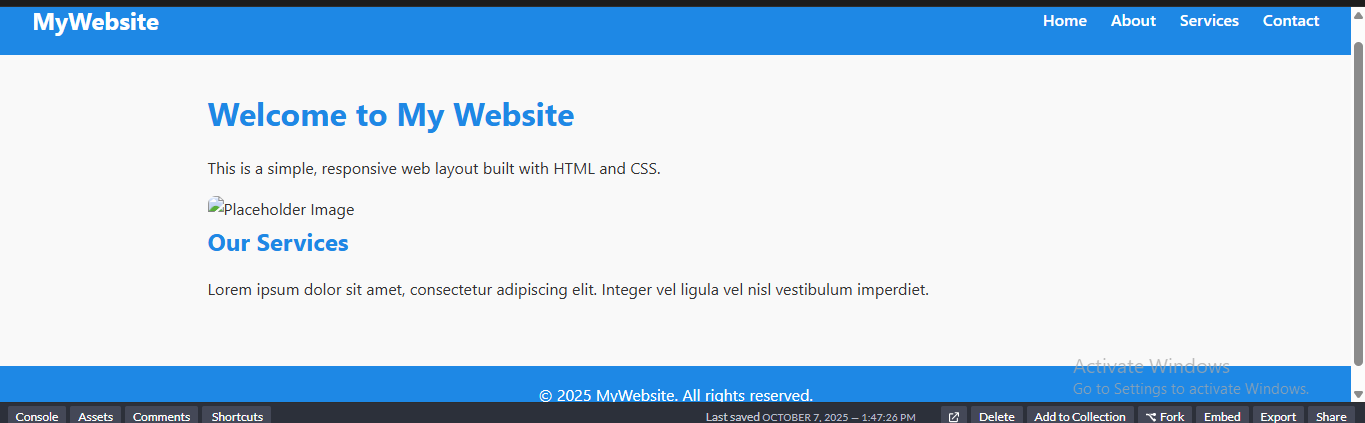 MyWebsite Home About Services Contact
Welcome to My Website
This is a simple, responsive web layout built with HTML and CSS.
Placeholder Image
Our Services
Lorem ipsum dolor sit amet, consectetur adipiscing elit. Integer vel ligula vel nisl vestibulum imperdiet.
Activate Windows
Go to Settings to activate Windows.
© 2025 MyWebsite. All rights reserved.
Console Assets Comments Shortcuts Last saved OCTOBER 7, 2025 — 1:47:26 PM Delete Add to Collection Fork Embed Export Share